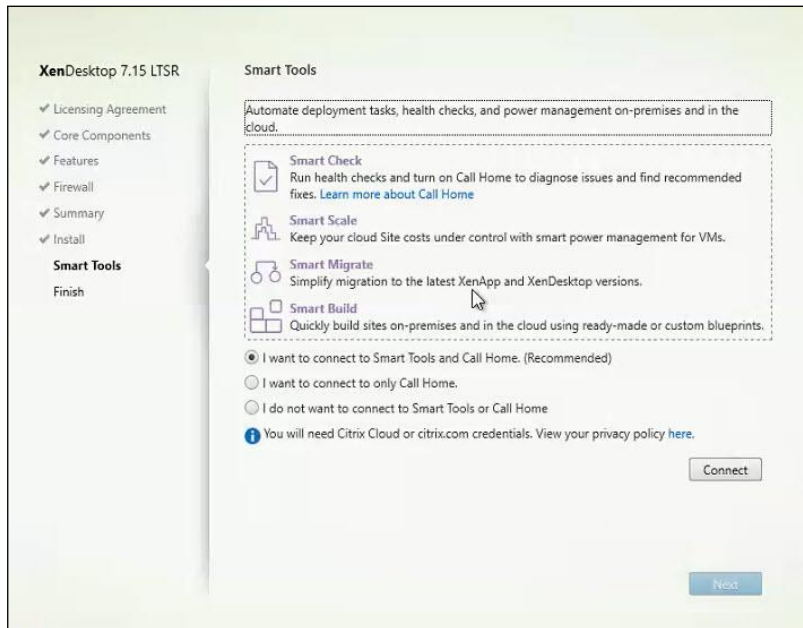 XenDesktop 7.15 LTSR
Licensing Agreement
Core Components
Features
Firewall
Summary
Install
Smart Tools
Finish
Smart Tools
Automate deployment tasks, health checks, and power management on-premises and in the
cloud.
Smart Check
Run health checks and turn on Call Home to diagnose issues and find recommended
fixes. Learn more about Call Home
Smart Scale
Keep your cloud Site costs under control with smart power management for VMs.
Smart Migrate
Simplify migration to the latest XenApp and XenDesktop versions.
Smart Build
Quickly build sites on-premises and in the cloud using ready-made or custom blueprints.
I want to connect to Smart Tools and Call Home. (Recommended)
I want to connect to only Call Home.
I do not want to connect to Smart Tools or Call Home
You will need Citrix Cloud or citrix.com credentials. View your privacy policy here.
Connect
Next